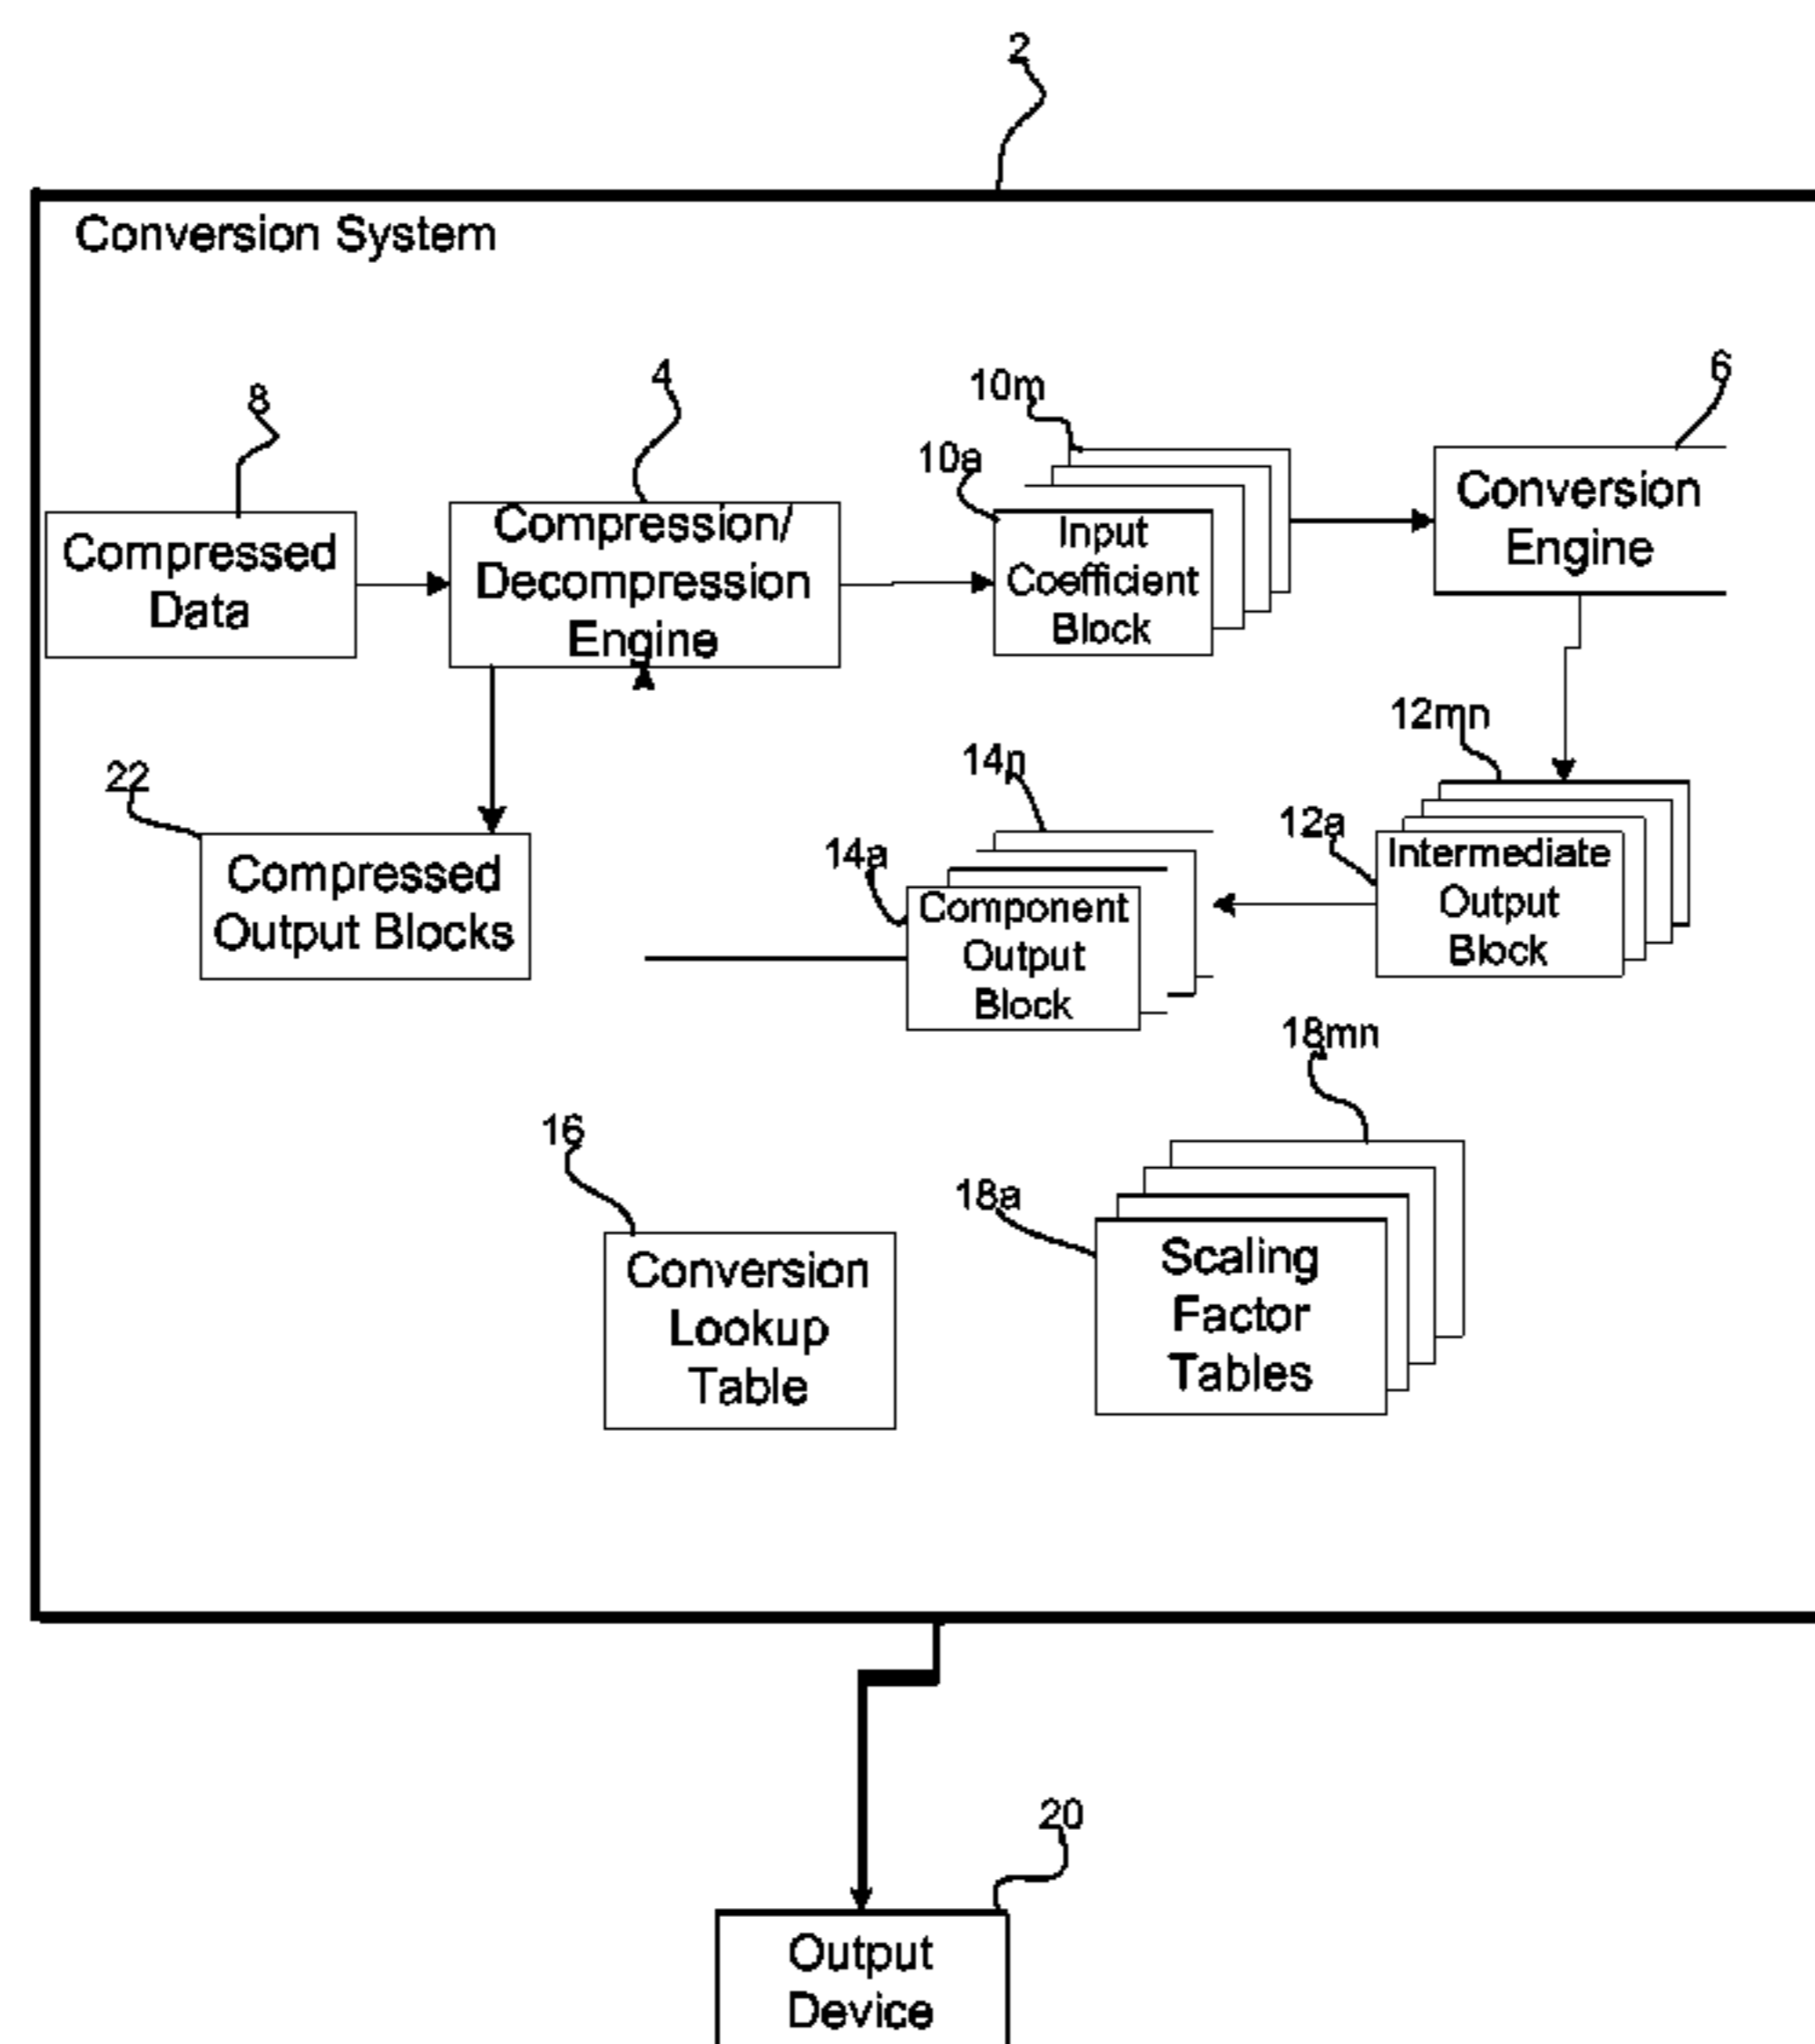 2
Conversion System
8
4
10m
10a
6
Compressed
Data
Compression/
Decompression
Engine
Input
Coefficient
Block
Conversion
Engine
22
14n
14a
12mn
12a
Compressed
Output Blocks
Component
Output
Block
Intermediate
Output
Block
16
18mn
18a
Conversion
Lookup
Table
Scaling
Factor
Tables
20
Output
Device